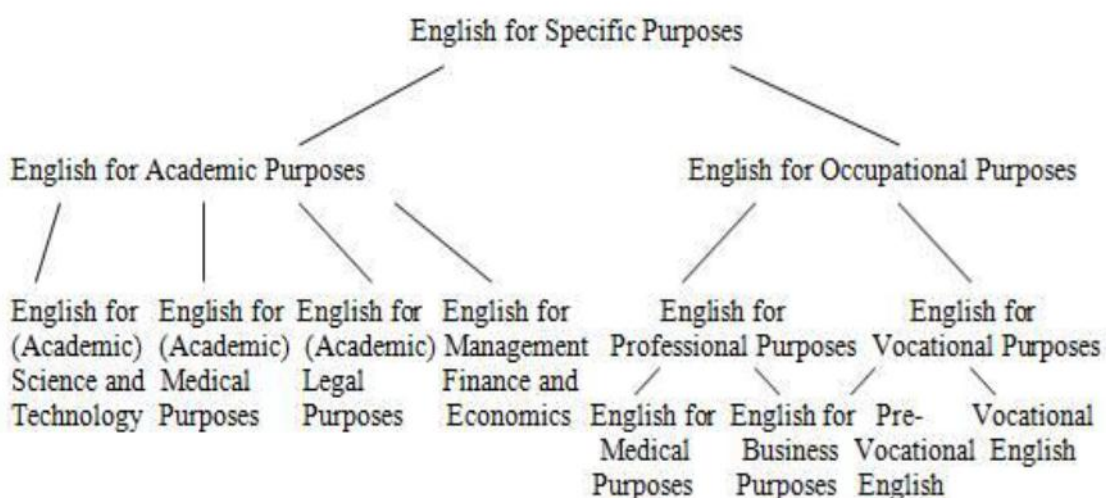 English for Specific Purposes
English for Academic Purposes
English for Occupational Purposes
English for
(Academic)
Science and
Technology
English for
(Academic)
Medical
Purposes
English for
(Academic)
Legal
Purposes
English for
Management
Finance and
Economics
English for
Professional Purposes
English for
Vocational Purposes
English for
Medical
Purposes
English for
Business
Purposes
Pre-
Vocational
English
Vocational
English